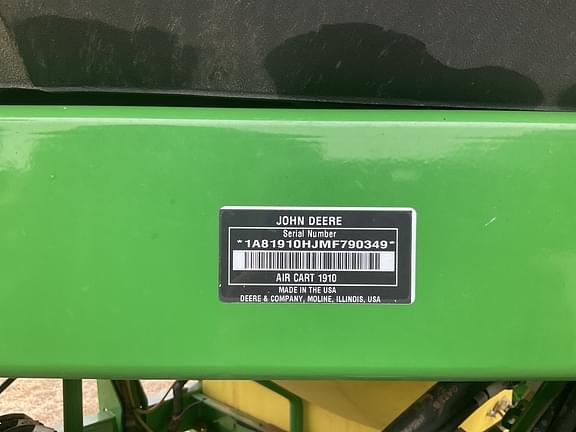 JOHN DEERE
Serial Number
*1A81910HJMF790349*
AIR CART 1910
MADE IN THE USA
DEERE & COMPANY, MOLINE, ILLINOIS, USA